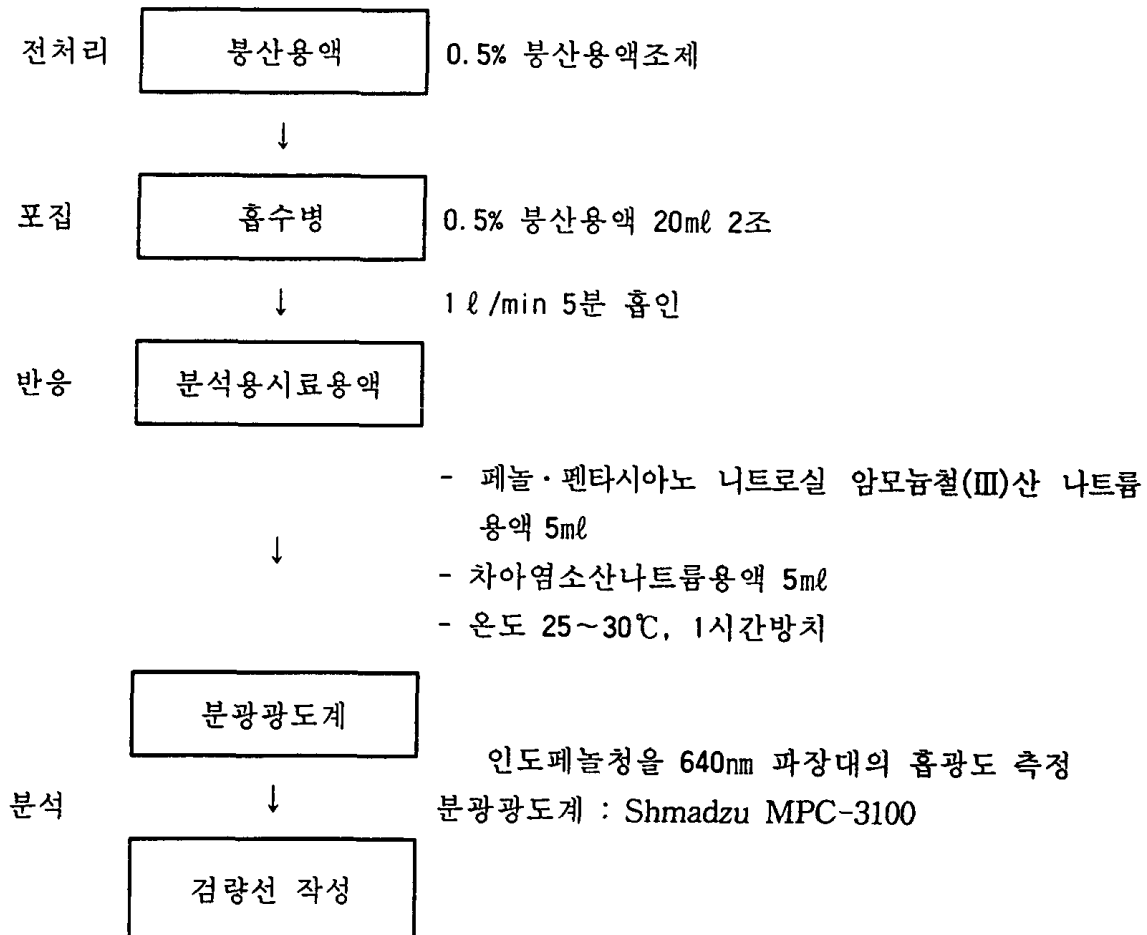 전처리 붕산용액 0.5% 붕산용액조제
↓
포집 흡수병 0.5% 붕산용액 20㎖ 2조
↓ 1 ℓ/min 5분 흡인
반응 분석용시료용액
- 페놀·펜타시아노 니트로실 암모늄철(Ⅲ)산 나트륨
용액 5㎖
↓
- 차아염소산나트륨용액 5㎖
- 온도 25~30℃, 1시간방치
분광광도계
인도페놀청을 640㎚ 파장대의 흡광도 측정
분석 ↓ 분광광도계 : Shmadzu MPC-3100
검량선 작성